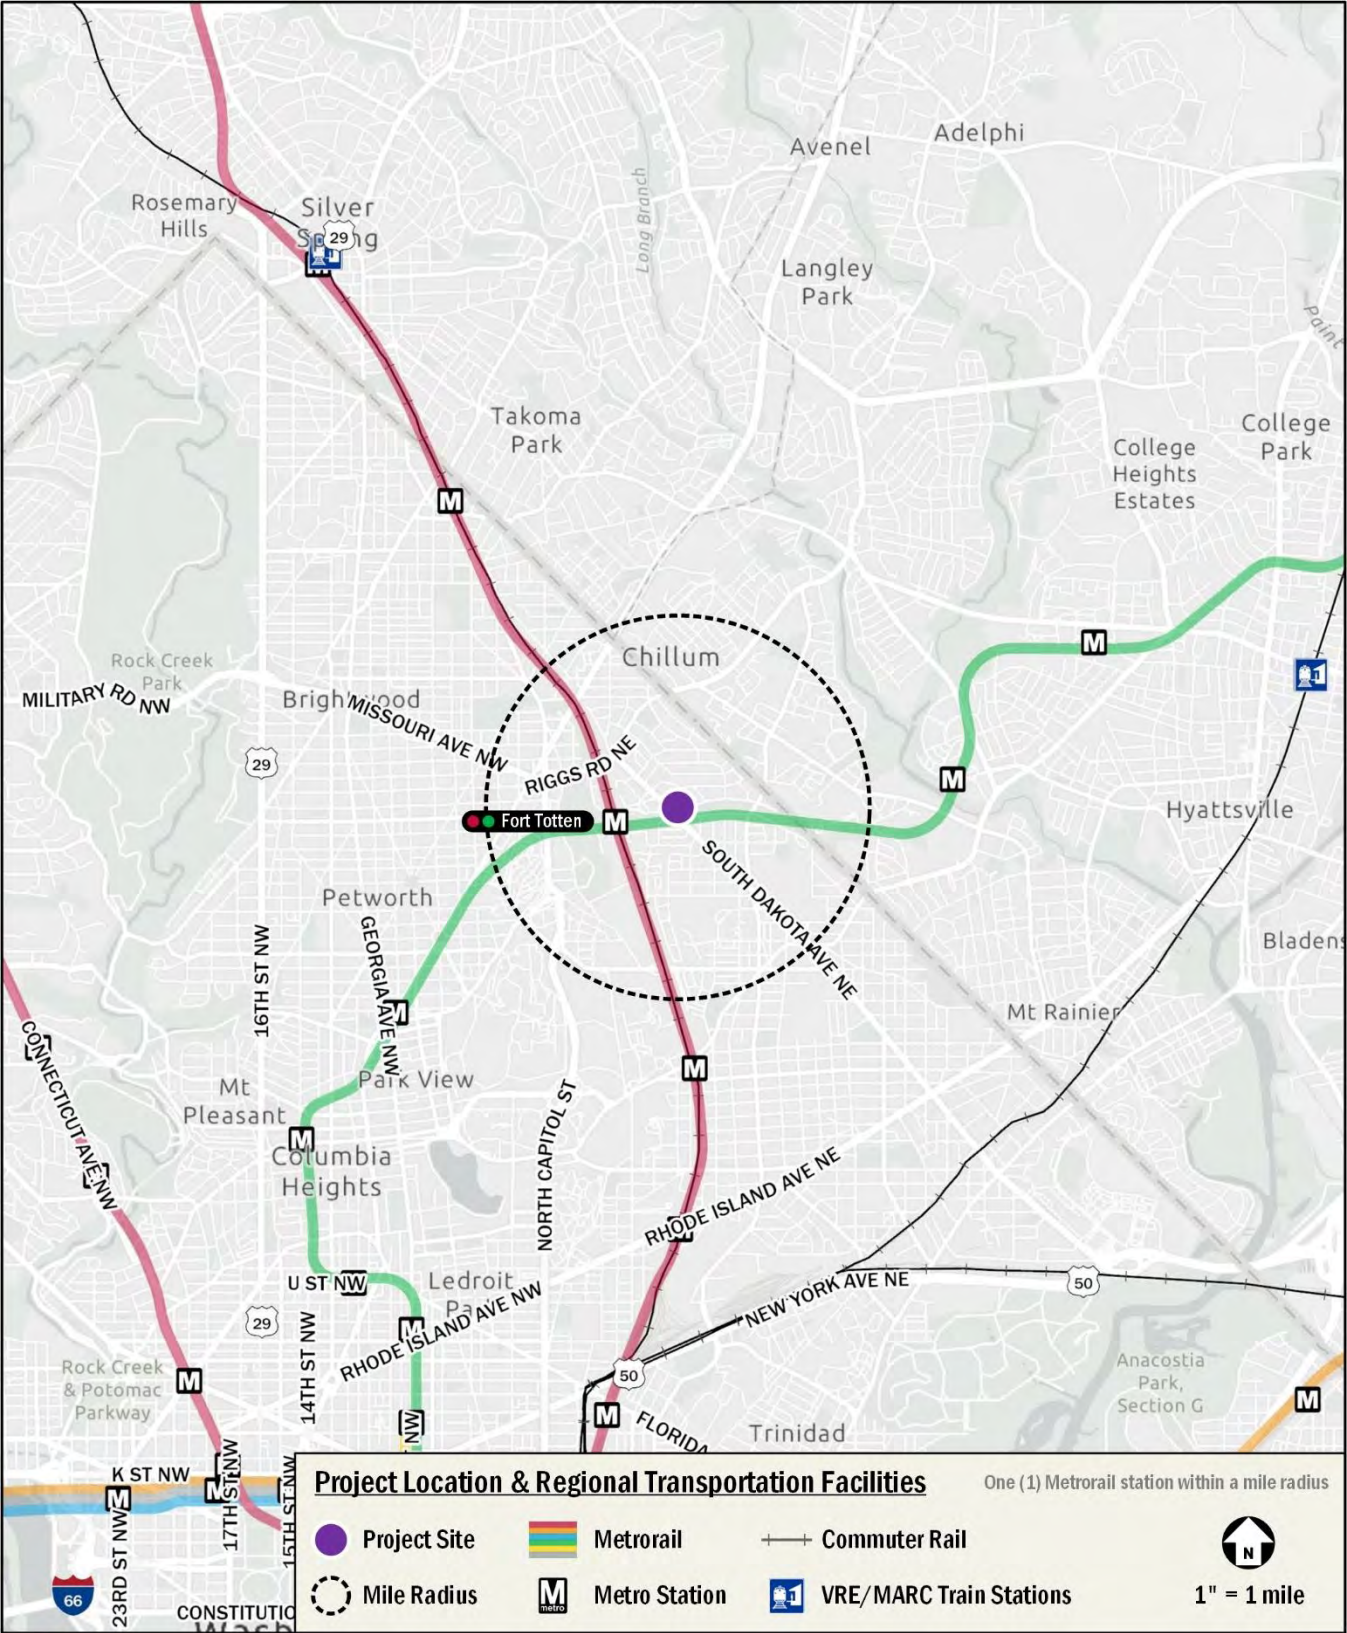 Avenel
Adelphi
Rosemary
Hills
Silver
29
Long Branch
Langley
Park
Paint
Takoma
Park
College
Park
College
Heights
Estates
M
M
Chillum
Rock Creek
Park
MILITARY RD NW
MISSOURI AVE NW
RIGGS RD NE
29
M
Hyattsville
Fort Totten
M
SOUTH DAKOTA AVE NE
Petworth
GEORGIA AVE NW
16TH ST NW
Bladens
M
Mt Rainier
CONNECTICUT AVE NW
M
Mt
Pleasant
Park View
NORTH CAPITOL ST
M
Columbia
Heights
RHODE ISLAND AVE NE
U ST NW
Ledroit
NEW YORK AVE NE
50
29
14TH ST NW
M
RHODE ISLAND AVE NW
Rock Creek
& Potomac
Parkway
M
50
Anacostia
Park,
Section G
M
NW
M
FLORIDA
Trinidad
K ST NW
M
M
17TH ST NW
15TH ST NW
23RD ST NW
66
CONSTITUTIO
Project Location & Regional Transportation Facilities
One (1) Metrorail station within a mile radius
Project Site
Metrorail
Commuter Rail
N
Mile Radius
M
metro
Metro Station
VRE/MARC Train Stations
1" = 1 mile